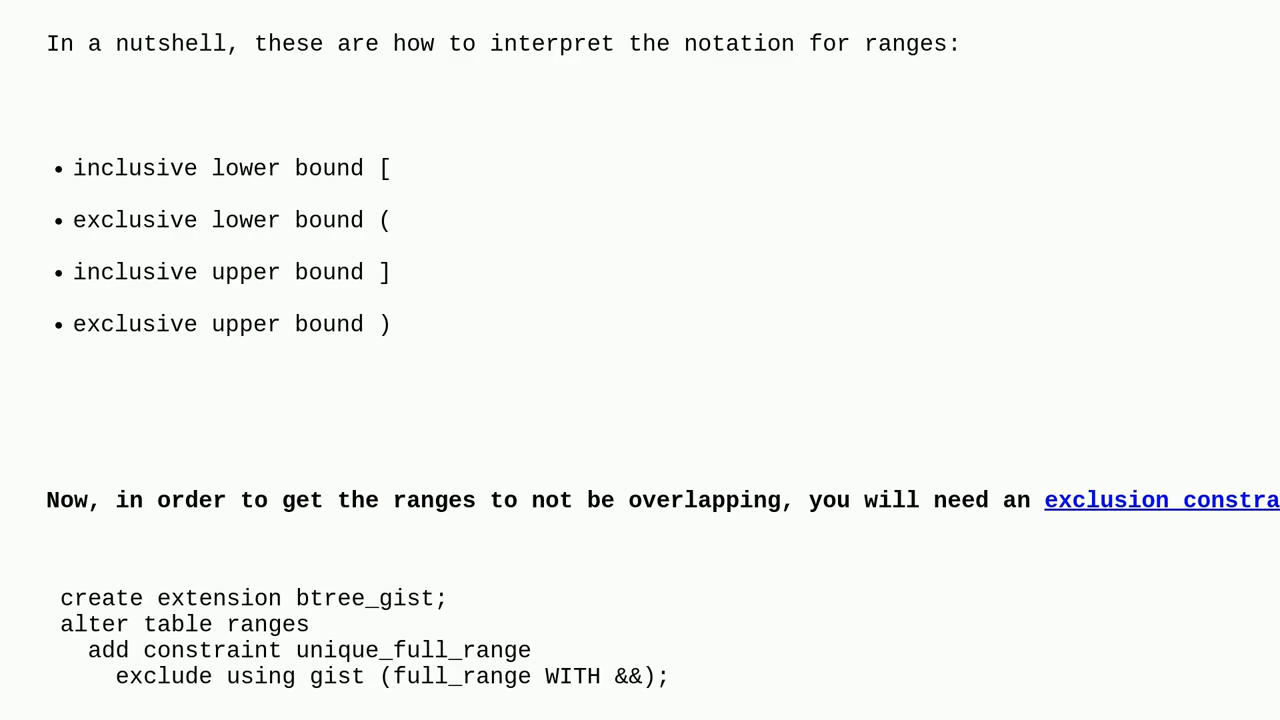 In a nutshell, these are how to interpret the notation for ranges:
• inclusive lower bound [
• exclusive lower bound (
• inclusive upper bound ]
• exclusive upper bound )
Now, in order to get the ranges to not be overlapping, you will need an exclusion constra
create extension btree_gist;
alter table ranges
add constraint unique_full_range
exclude using gist (full_range WITH &&);